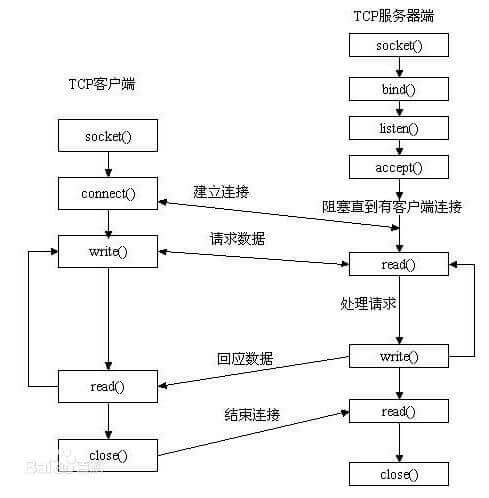 TCP服务器端
socket()
bind()
listen()
accept()
阻塞直到有客户端连接
read()
处理请求
write()
read()
close()
TCP客户端
socket()
connect()
write()
read()
close()
建立连接
请求数据
回应数据
结束连接
Bai
百科